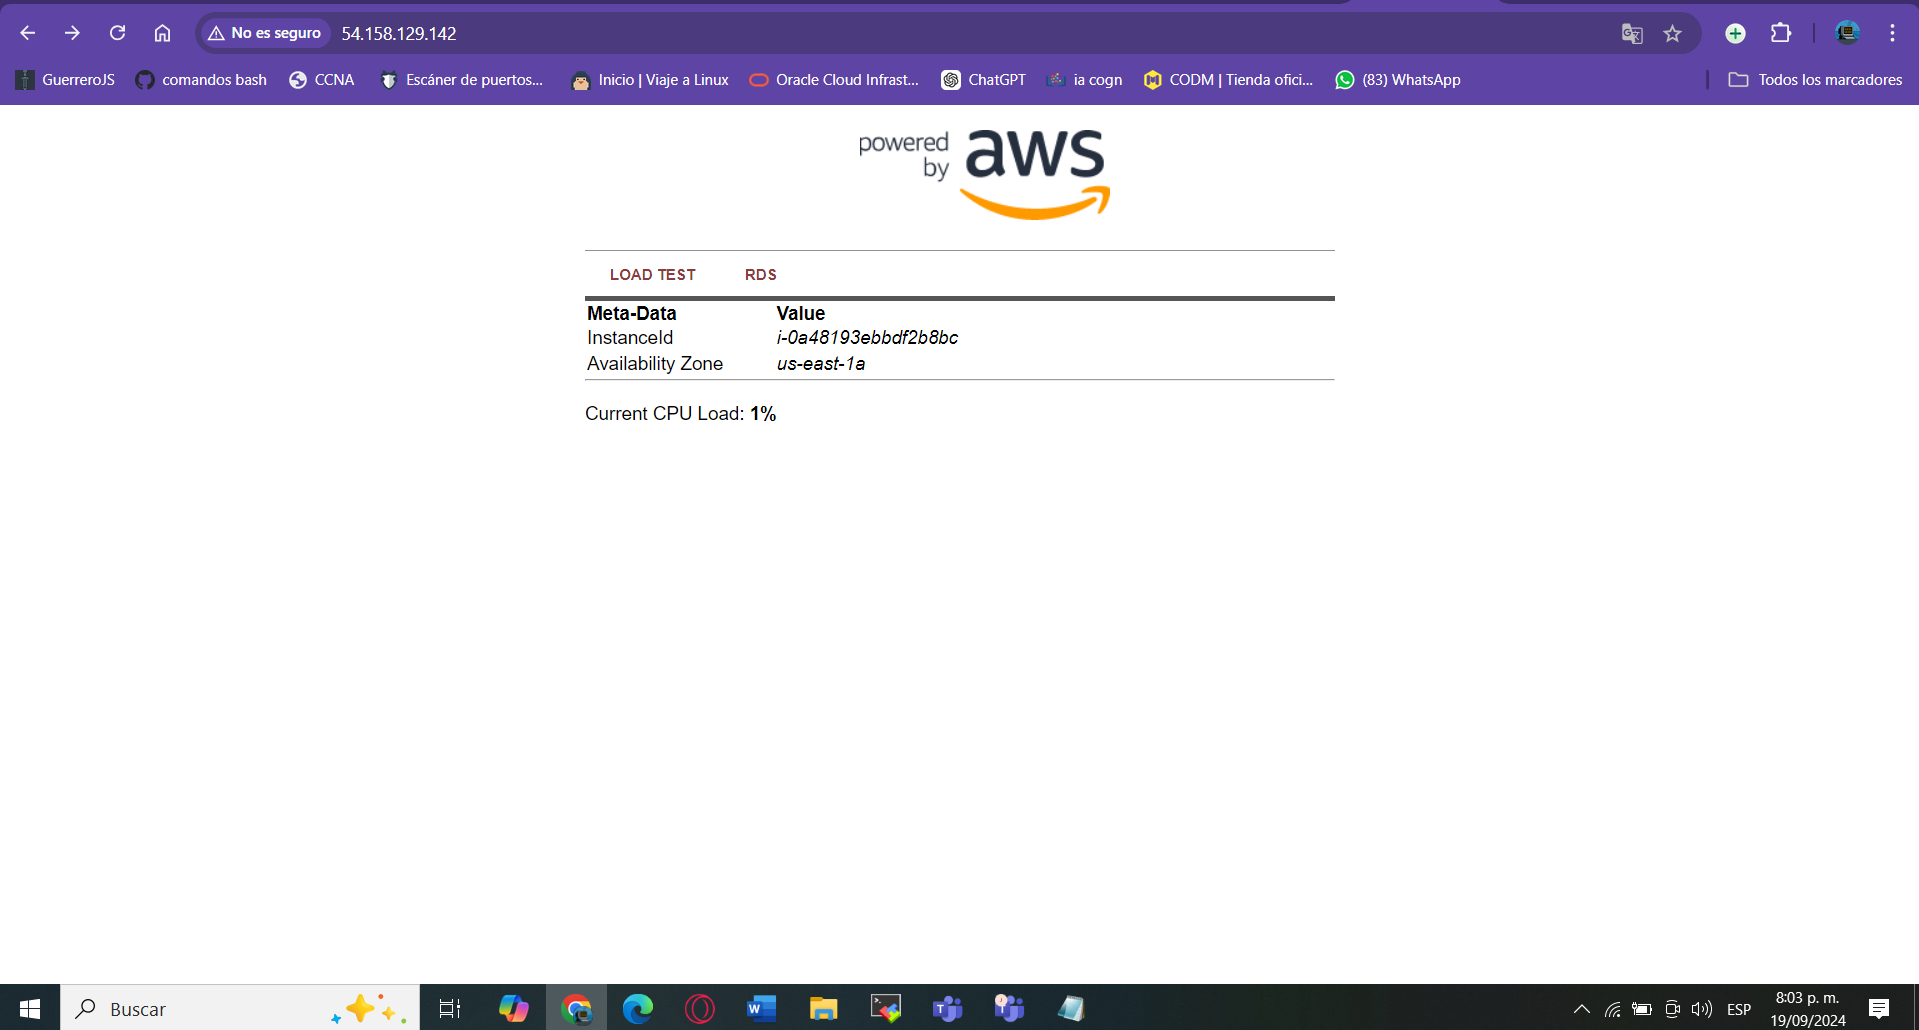 No es seguro 54.158.129.142
GuerreroJS comandos bash CCNA Escáner de puertos... Inicio | Viaje a Linux Oracle Cloud Infrast... ChatGPT ia cogn CODM | Tienda ofici... (83) WhatsApp Todos los marcadores
powered
by aws
LOAD TEST RDS
Meta-Data Value
InstanceId i-0a48193ebbdf2b8bc
Availability Zone us-east-1a
Current CPU Load: 1%
Buscar ESP 8:03 p. m.
19/09/2024